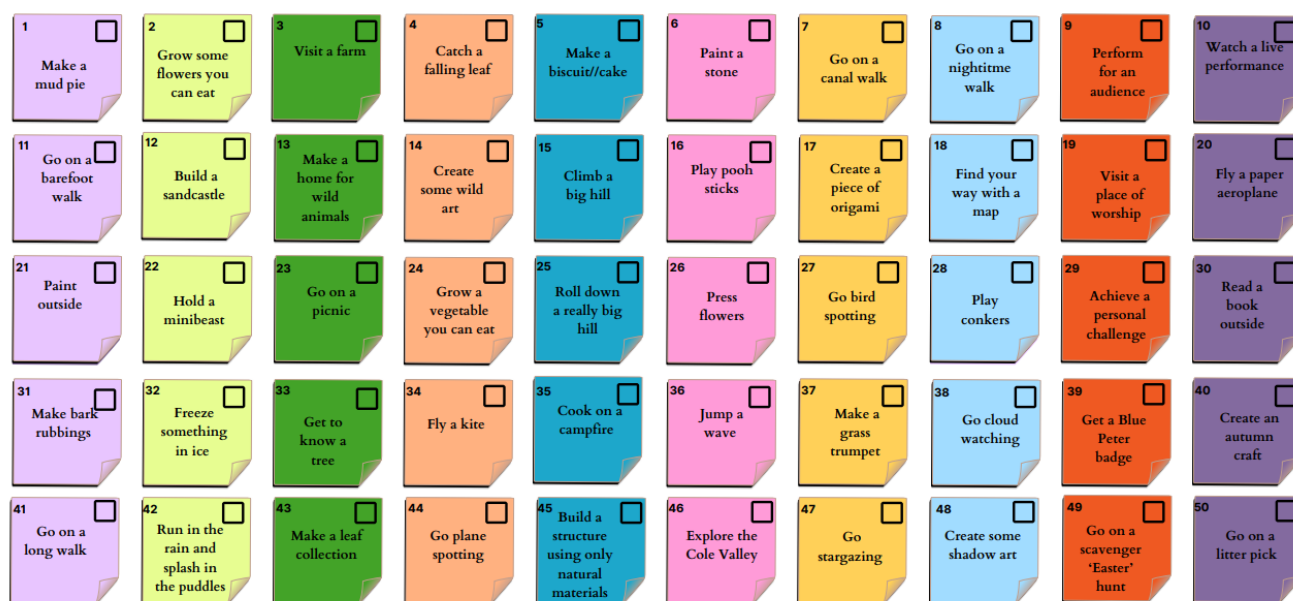 1
Make a
mud pie
2
Grow some
flowers you
can eat
3
Visit a farm
4
Catch a
falling leaf
5
Make a
biscuit//cake
6
Paint a
stone
7
Go on a
canal walk
8
Go on a
nightitme
walk
9
Perform
for an
audience
10
Watch a live
performance
11
Go on a
barefoot
walk
12
Build a
sandcastle
13
Make a
home for
wild
animals
14
Create
some wild
art
15
Climb a
big hill
16
Play pooh
sticks
17
Create a
piece of
origami
18
Find your
way with a
map
19
Visit a
place of
worship
20
Fly a paper
aeroplane
21
Paint
outside
22
Hold a
minibeast
23
Go on a
picnic
24
Grow a
vegetable
you can eat
25
Roll down
a really big
hill
26
Press
flowers
27
Go bird
spotting
28
Play
conkers
29
Achieve a
personal
challenge
30
Read a
book
outside
31
Make bark
rubbings
32
Freeze
something
in ice
33
Get to
know a
tree
34
Fly a kite
35
Cook on a
campfire
36
Jump a
wave
37
Make a
grass
trumpet
38
Go cloud
watching
39
Get a Blue
Peter
badge
40
Create an
autumn
craft
41
Go on a
long walk
42
Run in the
rain and
splash in
the puddles
43
Make a leaf
collection
44
Go plane
spotting
45
Build a
structure
using only
natural
materials
46
Explore the
Cole Valley
47
Go
stargazing
48
Create some
shadow art
49
Go on a
scavenger
‘Easter’
hunt
50
Go on a
litter pick